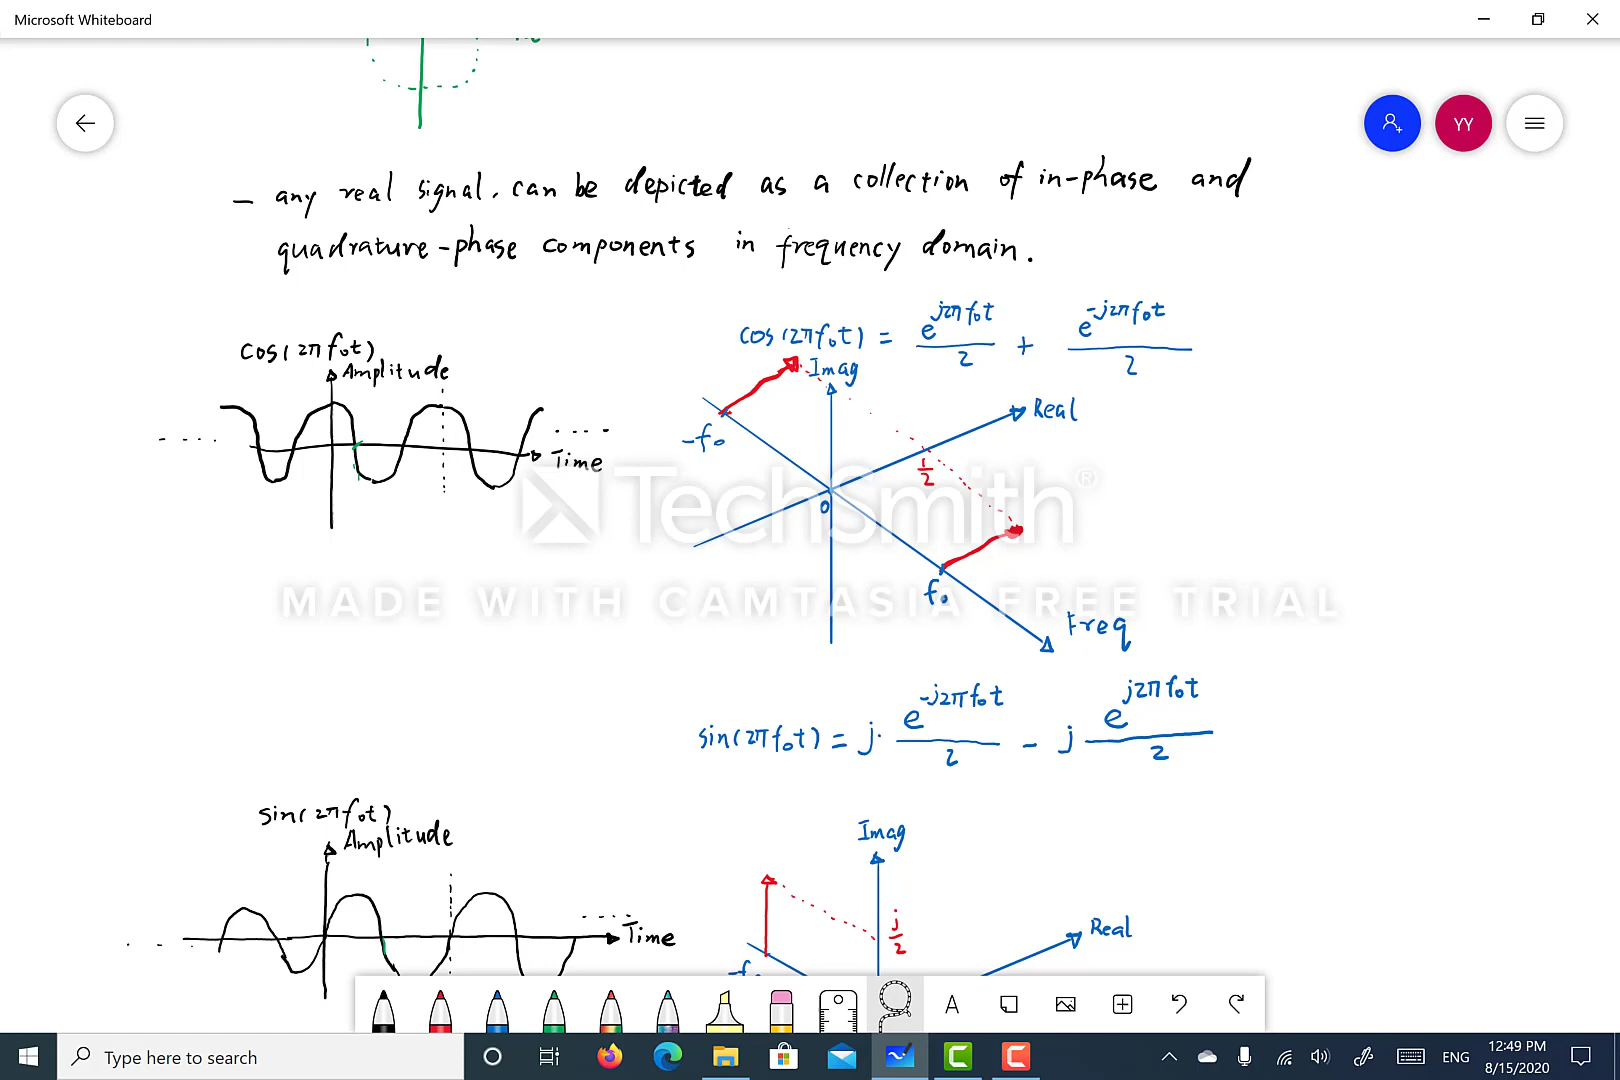 Microsoft Whiteboard
YY
- any real signal. can be depicted as a collection of in-phase and
quadrature-phase components in frequency domain.
cos(2πf₀t) = e^{j2πf₀t}/2 + e^{-j2πf₀t}/2
cos(2πf₀t)
Amplitude
Time
Imag
Real
-f₀
1/2
0
f₀
Freq
TechSmith®
MADE WITH CAMTASIA FREE TRIAL
sin(2πf₀t) = j· e^{-j2πf₀t}/2 - j e^{j2πf₀t}/2
sin(2πf₀t)
Amplitude
Time
Imag
j/2
Real
-f₀
A
Type here to search
ENG
12:49 PM
8/15/2020